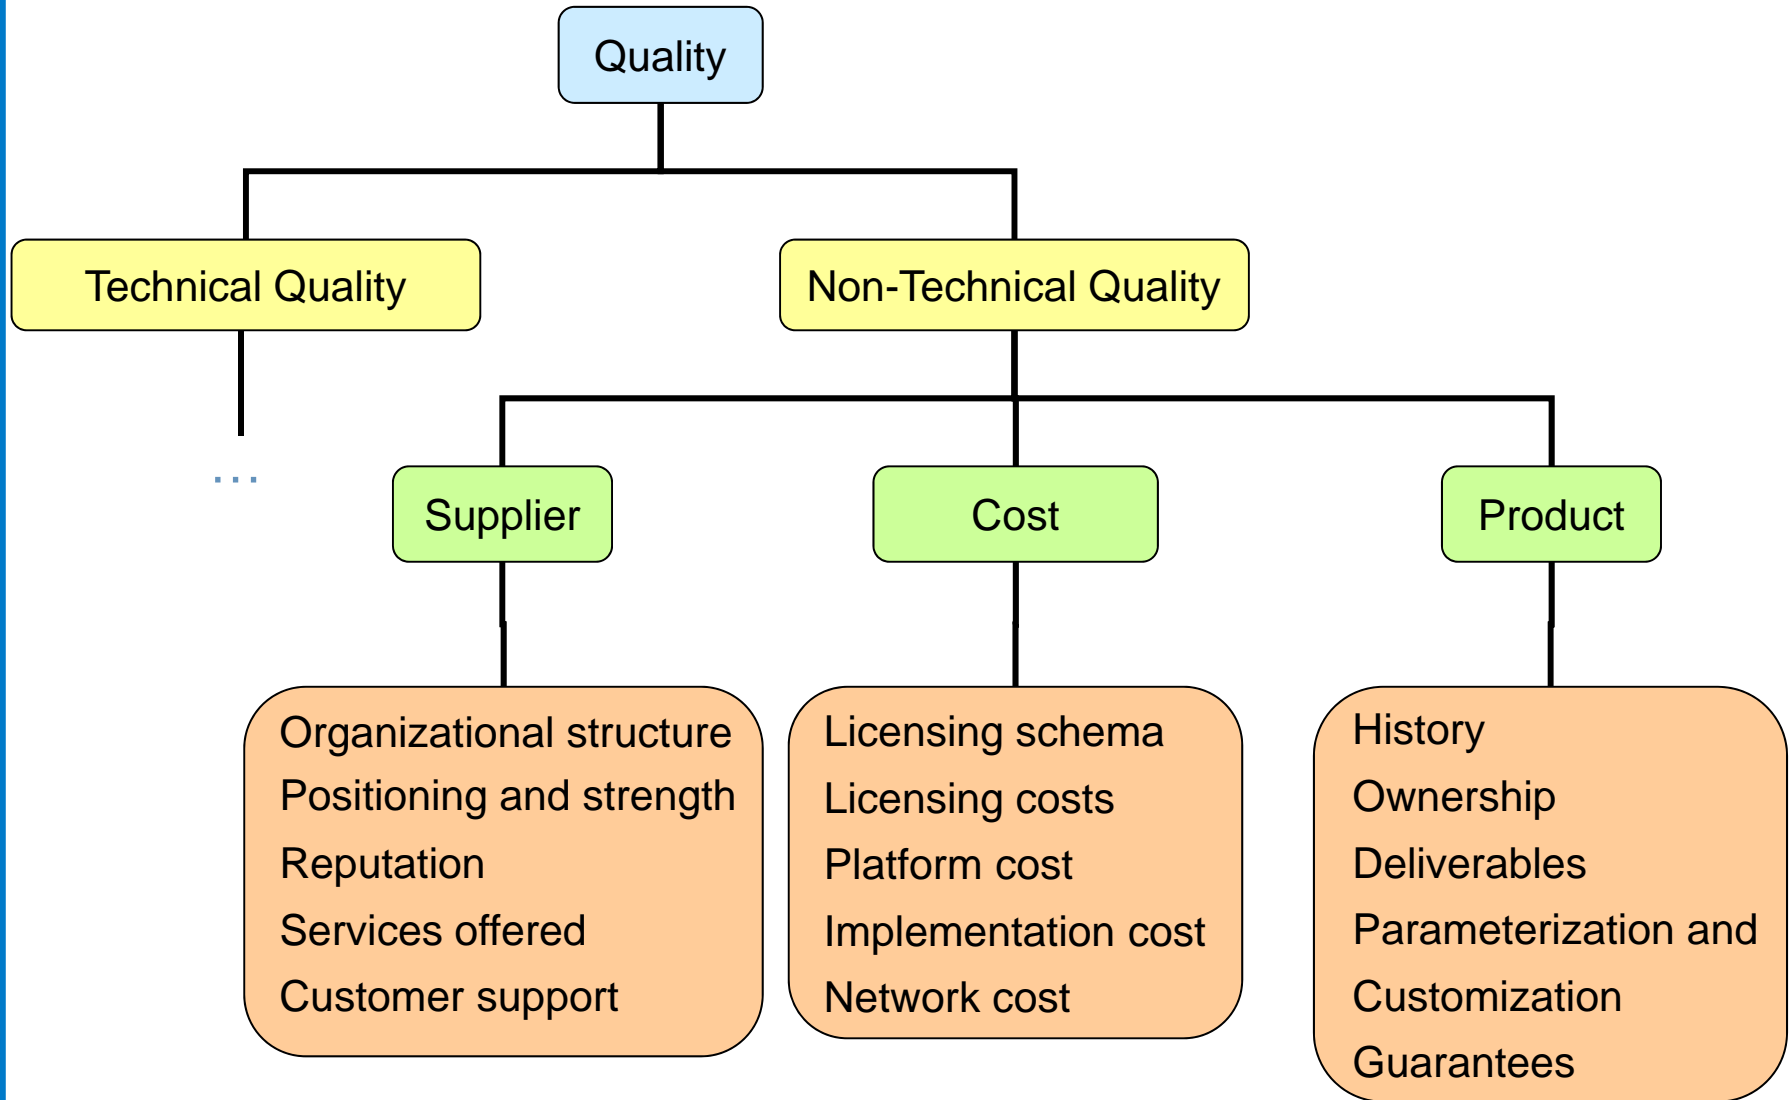 Quality
Technical Quality
Non-Technical Quality
...
Supplier
Cost
Product
Organizational structure
Positioning and strength
Reputation
Services offered
Customer support
Licensing schema
Licensing costs
Platform cost
Implementation cost
Network cost
History
Ownership
Deliverables
Parameterization and
Customization
Guarantees